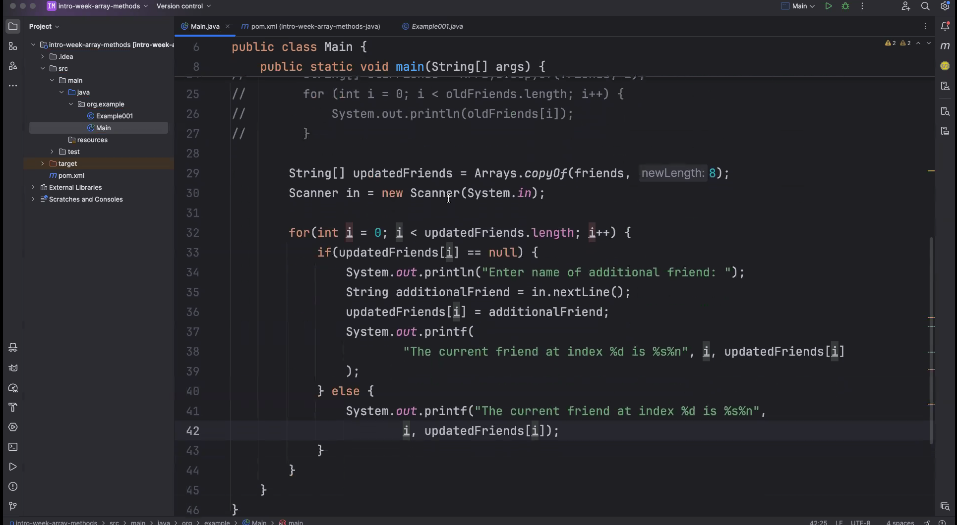 intro-week-array-methods
Version control
Main
Project
Main.java
pom.xml (intro-week-array-methods-java)
Example001.java
intro-week-array-methods [intro-week-
.idea
src
main
java
org.example
Example001
Main
resources
test
target
pom.xml
External Libraries
Scratches and Consoles
2 2
6 public class Main {
8 public static void main(String[] args) {
25 // for (int i = 0; i < oldFriends.length; i++) {
26 // System.out.println(oldFriends[i]);
27 // }
28
29 String[] updatedFriends = Arrays.copyOf(friends, newLength: 8);
30 Scanner in = new Scanner(System.in);
31
32 for(int i = 0; i < updatedFriends.length; i++) {
33 if(updatedFriends[i] == null) {
34 System.out.println("Enter name of additional friend: ");
35 String additionalFriend = in.nextLine();
36 updatedFriends[i] = additionalFriend;
37 System.out.printf(
38 "The current friend at index %d is %s%n", i, updatedFriends[i]
39 );
40 } else {
41 System.out.printf("The current friend at index %d is %s%n",
42 i, updatedFriends[i]);
43 }
44 }
45 }
46 }
intro-week-array-methods > src > main > java > org > example > Main > main
42:25 LF UTF-8 4 spaces